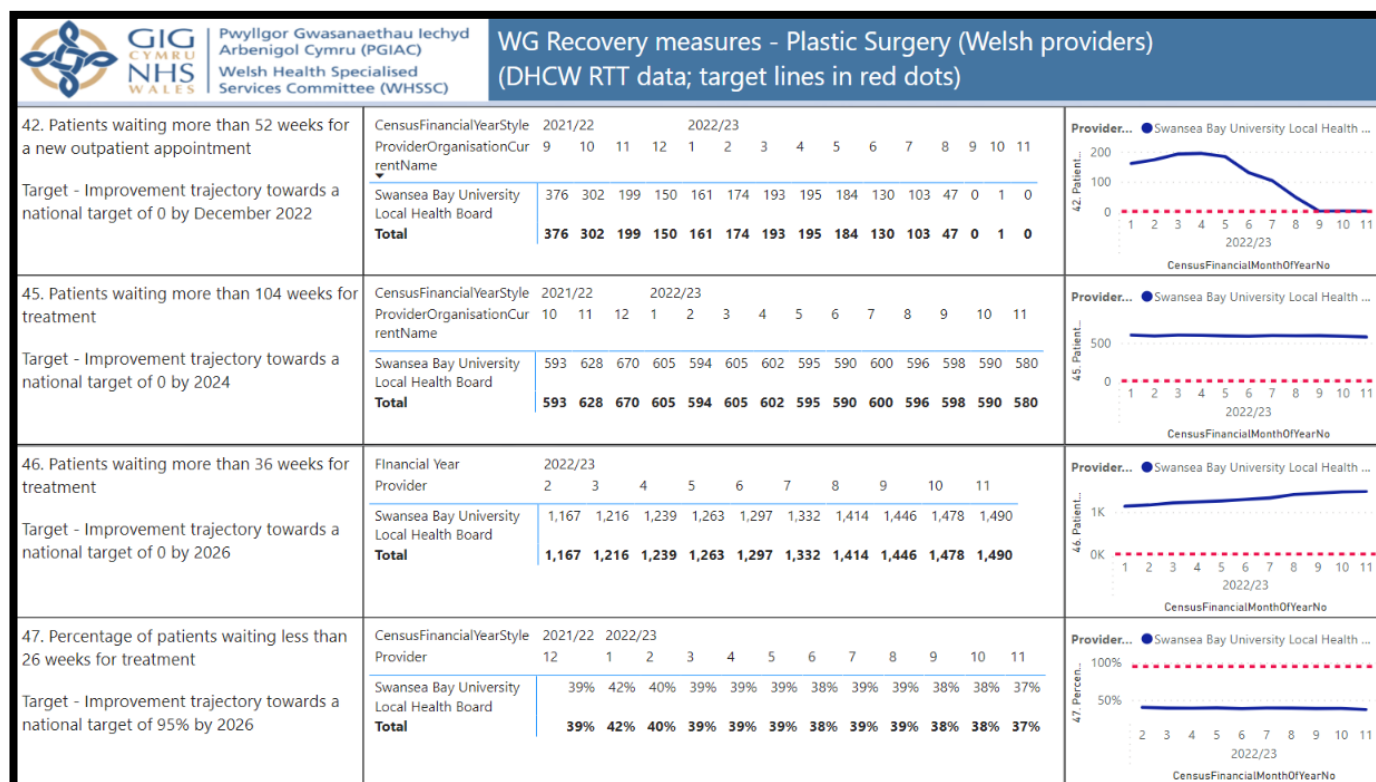 GIG
CYMRU
NHS
WALES
Pwyllgor Gwasanaethau Iechyd
Arbenigol Cymru (PGIAC)
Welsh Health Specialised
Services Committee (WHSSC)
WG Recovery measures - Plastic Surgery (Welsh providers)
(DHCW RTT data; target lines in red dots)
42. Patients waiting more than 52 weeks for
a new outpatient appointment
Target - Improvement trajectory towards a
national target of 0 by December 2022
CensusFinancialYearStyle 2021/22 2022/23
ProviderOrganisationCur 9 10 11 12 1 2 3 4 5 6 7 8 9 10 11
rentName
Swansea Bay University 376 302 199 150 161 174 193 195 184 130 103 47 0 1 0
Local Health Board
Total 376 302 199 150 161 174 193 195 184 130 103 47 0 1 0
Provider... Swansea Bay University Local Health ...
42. Patient...
200
100
0
1 2 3 4 5 6 7 8 9 10 11
2022/23
CensusFinancialMonthOfYearNo
45. Patients waiting more than 104 weeks for
treatment
Target - Improvement trajectory towards a
national target of 0 by 2024
CensusFinancialYearStyle 2021/22 2022/23
ProviderOrganisationCur 10 11 12 1 2 3 4 5 6 7 8 9 10 11
rentName
Swansea Bay University 593 628 670 605 594 605 602 595 590 600 596 598 590 580
Local Health Board
Total 593 628 670 605 594 605 602 595 590 600 596 598 590 580
Provider... Swansea Bay University Local Health ...
45. Patient...
500
0
1 2 3 4 5 6 7 8 9 10 11
2022/23
CensusFinancialMonthOfYearNo
46. Patients waiting more than 36 weeks for
treatment
Target - Improvement trajectory towards a
national target of 0 by 2026
FInancial Year 2022/23
Provider 2 3 4 5 6 7 8 9 10 11
Swansea Bay University 1,167 1,216 1,239 1,263 1,297 1,332 1,414 1,446 1,478 1,490
Local Health Board
Total 1,167 1,216 1,239 1,263 1,297 1,332 1,414 1,446 1,478 1,490
Provider... Swansea Bay University Local Health ...
46. Patient...
1K
0K
1 2 3 4 5 6 7 8 9 10 11
2022/23
CensusFinancialMonthOfYearNo
47. Percentage of patients waiting less than
26 weeks for treatment
Target - Improvement trajectory towards a
national target of 95% by 2026
CensusFinancialYearStyle 2021/22 2022/23
Provider 12 1 2 3 4 5 6 7 8 9 10 11
Swansea Bay University 39% 42% 40% 39% 39% 39% 38% 39% 39% 38% 38% 37%
Local Health Board
Total 39% 42% 40% 39% 39% 39% 38% 39% 39% 38% 38% 37%
Provider... Swansea Bay University Local Health ...
47. Percen...
100%
50%
2 3 4 5 6 7 8 9 10 11
2022/23
CensusFinancialMonthOfYearNo